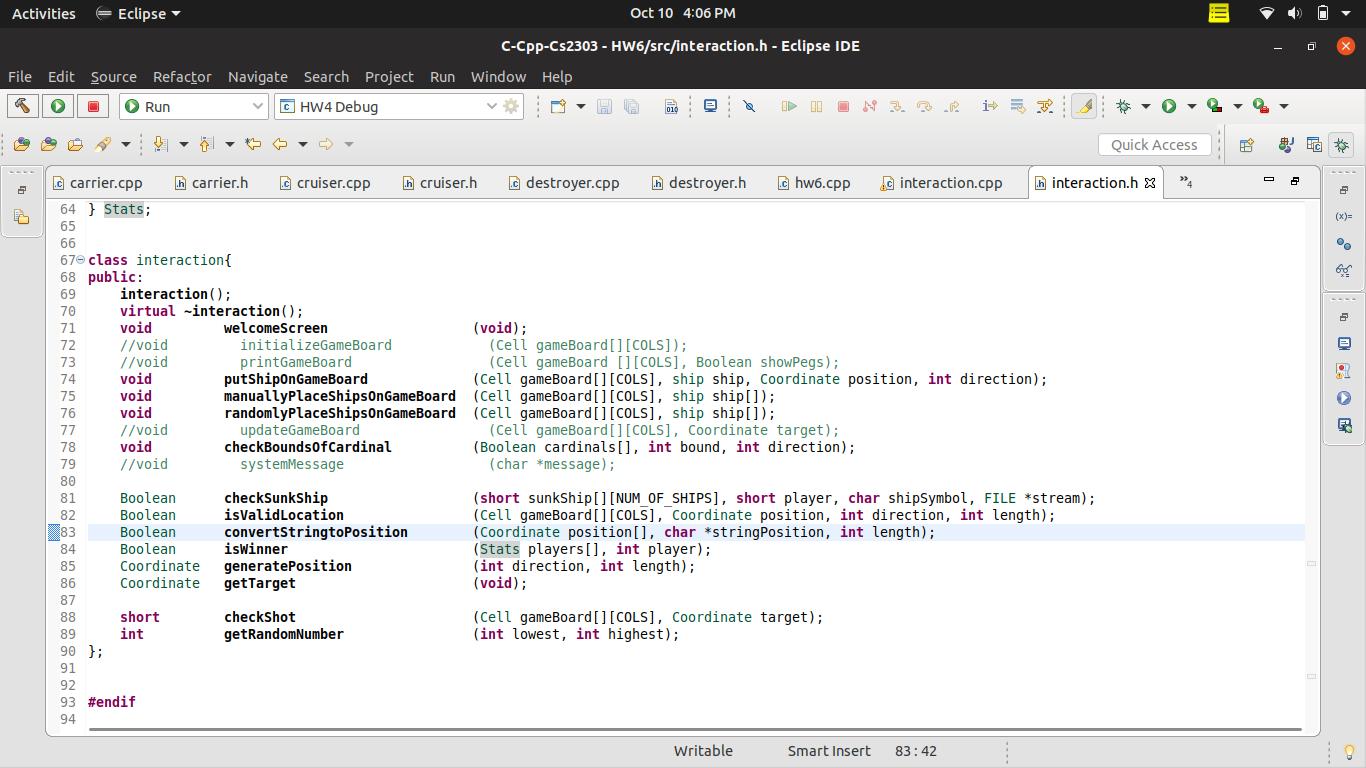 Activities Eclipse Oct 10 4:06 PM
C-Cpp-Cs2303 - HW6/src/interaction.h - Eclipse IDE
File Edit Source Refactor Navigate Search Project Run Window Help
Run HW4 Debug
Quick Access
carrier.cpp carrier.h cruiser.cpp cruiser.h destroyer.cpp destroyer.h hw6.cpp interaction.cpp interaction.h »4
64 } Stats;
65
66
67 class interaction{
68 public:
69 interaction();
70 virtual ~interaction();
71 void welcomeScreen (void);
72 //void initializeGameBoard (Cell gameBoard[][COLS]);
73 //void printGameBoard (Cell gameBoard [][COLS], Boolean showPegs);
74 void putShipOnGameBoard (Cell gameBoard[][COLS], ship ship, Coordinate position, int direction);
75 void manuallyPlaceShipsOnGameBoard (Cell gameBoard[][COLS], ship ship[]);
76 void randomlyPlaceShipsOnGameBoard (Cell gameBoard[][COLS], ship ship[]);
77 //void updateGameBoard (Cell gameBoard[][COLS], Coordinate target);
78 void checkBoundsOfCardinal (Boolean cardinals[], int bound, int direction);
79 //void systemMessage (char *message);
80
81 Boolean checkSunkShip (short sunkShip[][NUM_OF_SHIPS], short player, char shipSymbol, FILE *stream);
82 Boolean isValidLocation (Cell gameBoard[][COLS], Coordinate position, int direction, int length);
83 Boolean convertStringtoPosition (Coordinate position[], char *stringPosition, int length);
84 Boolean isWinner (Stats players[], int player);
85 Coordinate generatePosition (int direction, int length);
86 Coordinate getTarget (void);
87
88 short checkShot (Cell gameBoard[][COLS], Coordinate target);
89 int getRandomNumber (int lowest, int highest);
90 };
91
92
93 #endif
94
Writable Smart Insert 83 : 42